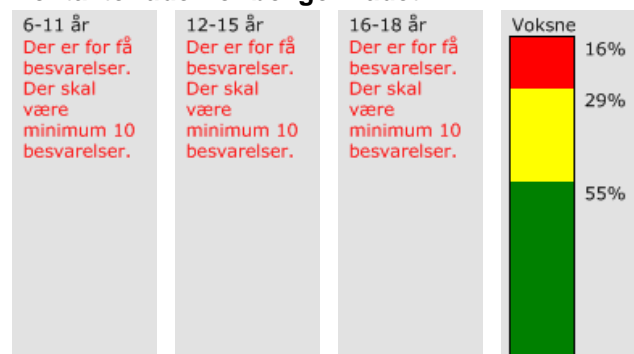 6-11 år
Der er for få
besvarelser.
Der skal
være
minimum 10
besvarelser.
12-15 år
Der er for få
besvarelser.
Der skal
være
minimum 10
besvarelser.
16-18 år
Der er for få
besvarelser.
Der skal
være
minimum 10
besvarelser.
Voksne
16%
29%
55%